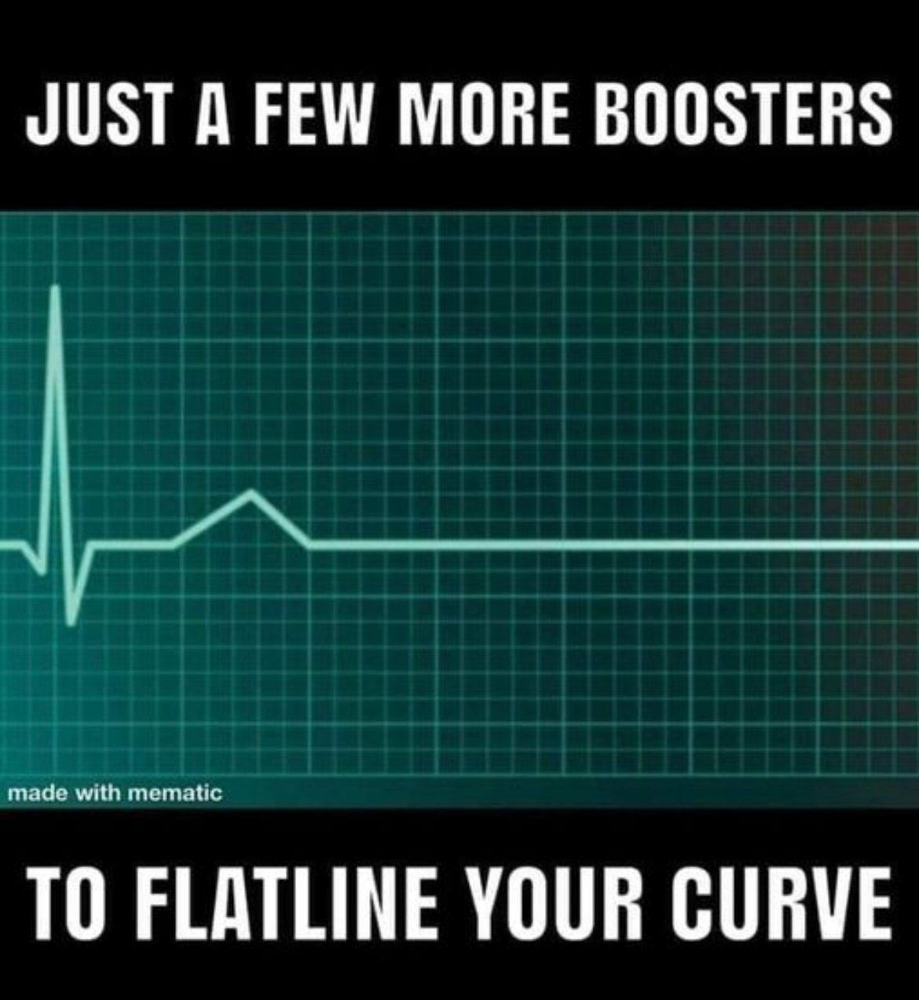 JUST A FEW MORE BOOSTERS
made with mematic
TO FLATLINE YOUR CURVE